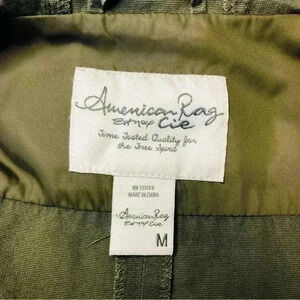 American Rag
Cie
Time Tested Quality for
the Free Spirit
MADE IN CHINA
American Rag
Cie
M